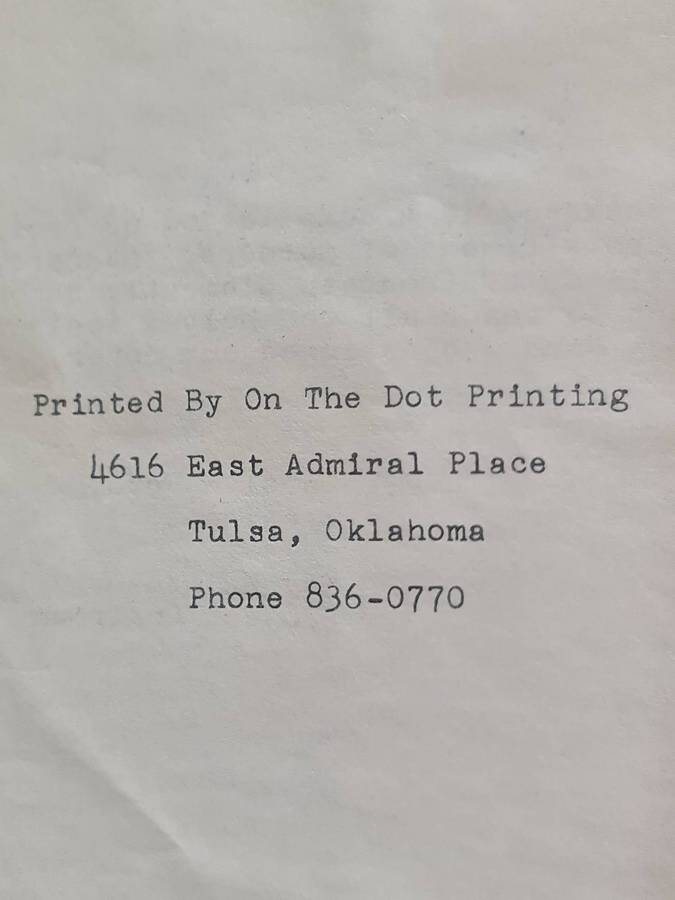 Printed By On The Dot Printing
4616 East Admiral Place
Tulsa, Oklahoma
Phone 836-0770